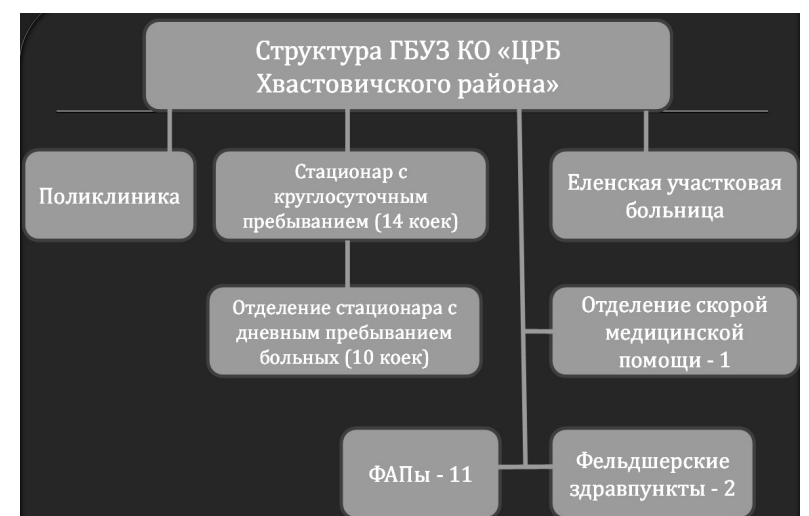 Структура ГБУЗ КО «ЦРБ
Хвастовичского района»
Поликлиника
Стационар с
круглосуточным
пребыванием (14 коек)
Еленская участковая
больница
Отделение стационара с
дневным пребыванием
больных (10 коек)
Отделение скорой
медицинской
помощи - 1
ФАПы - 11
Фельдшерские
здравпункты - 2